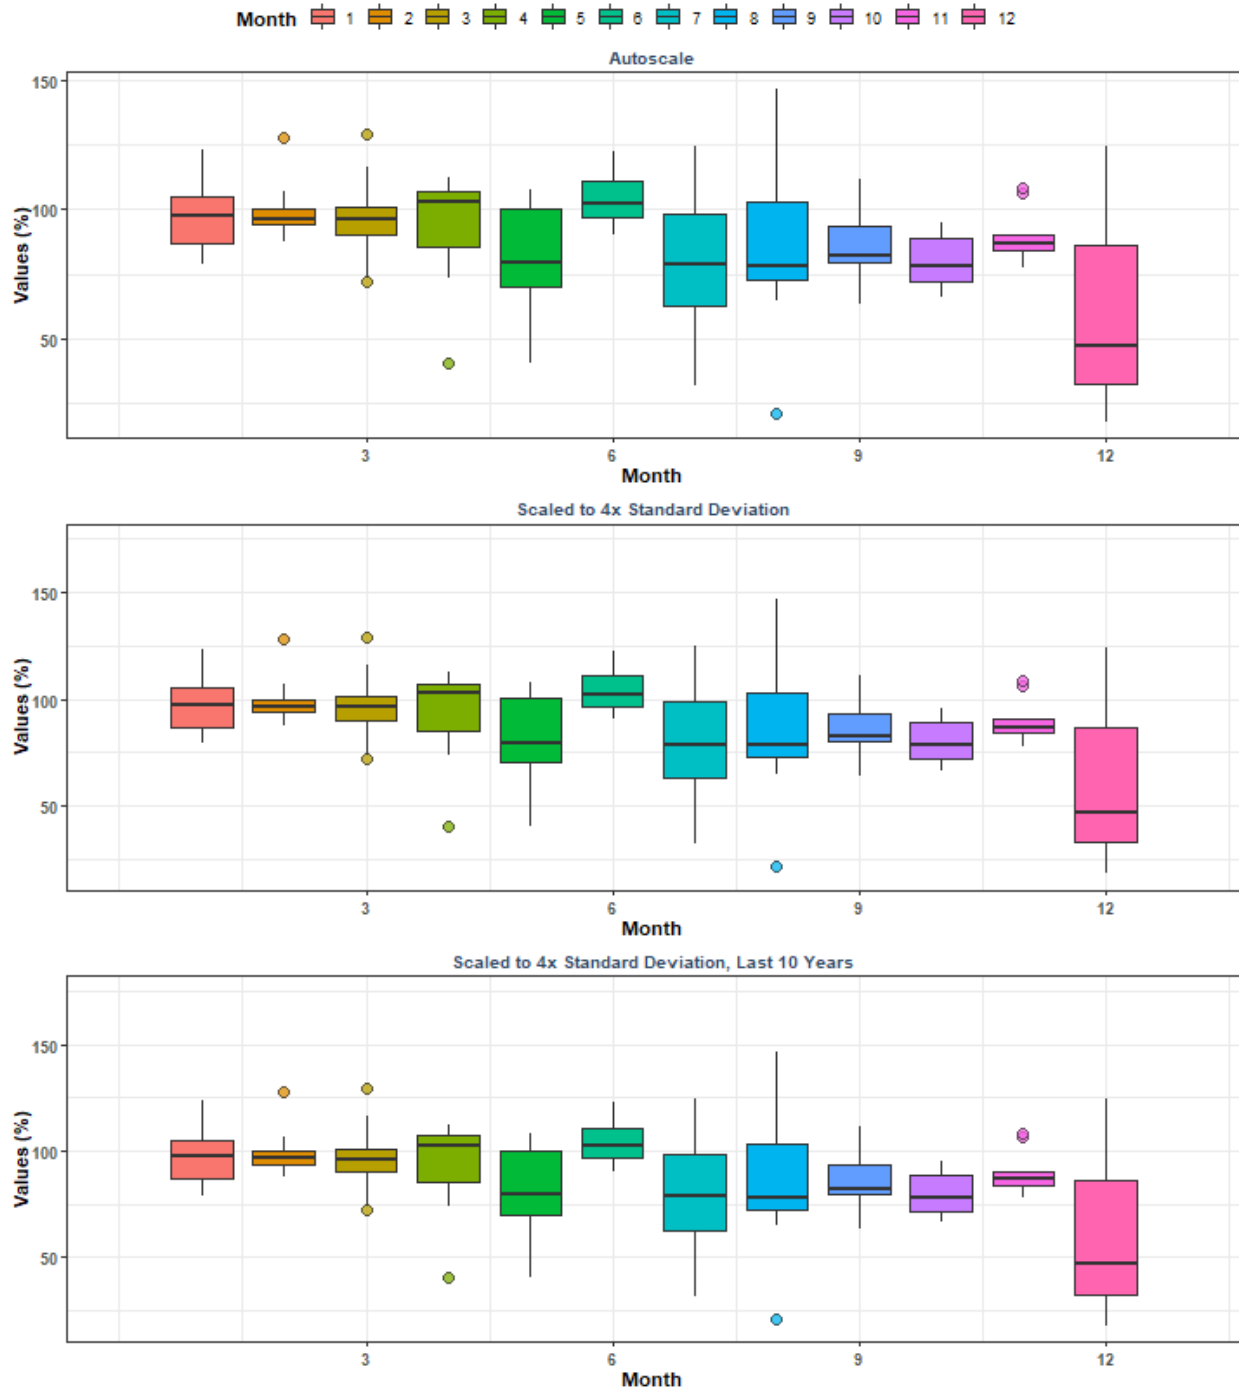 Month 1 2 3 4 5 6 7 8 9 10 11 12
Autoscale
150
100
50
Values (%)
3 6 9 12
Month
Scaled to 4x Standard Deviation
150
100
50
Values (%)
3 6 9 12
Month
Scaled to 4x Standard Deviation, Last 10 Years
150
100
50
Values (%)
3 6 9 12
Month